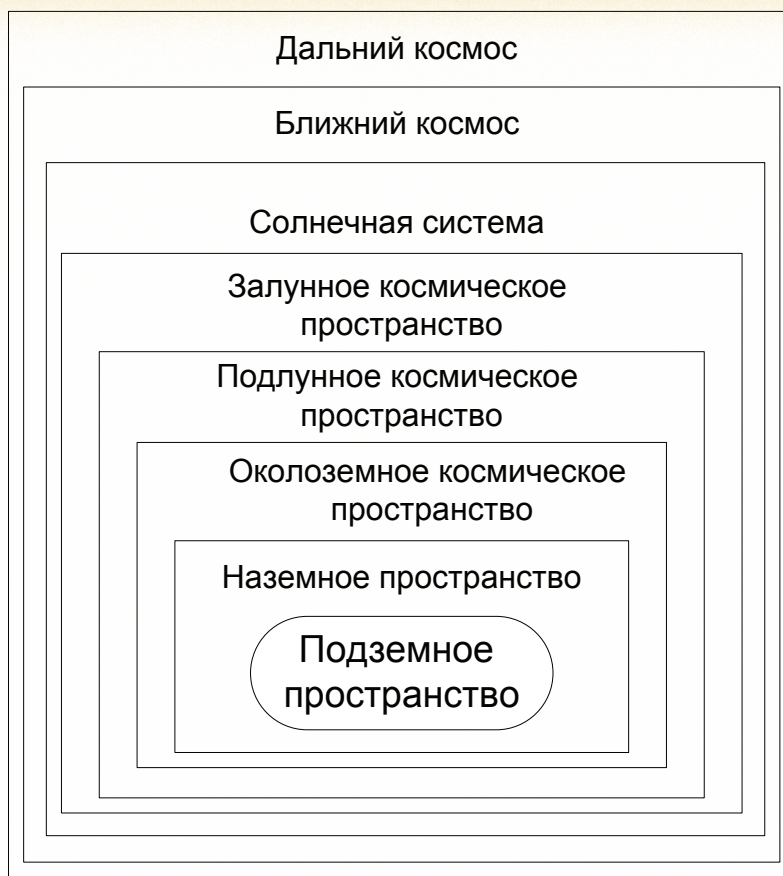 Дальний космос
Ближний космос
Солнечная система
Залунное космическое
пространство
Подлунное космическое
пространство
Околоземное космическое
пространство
Наземное пространство
Подземное
пространство